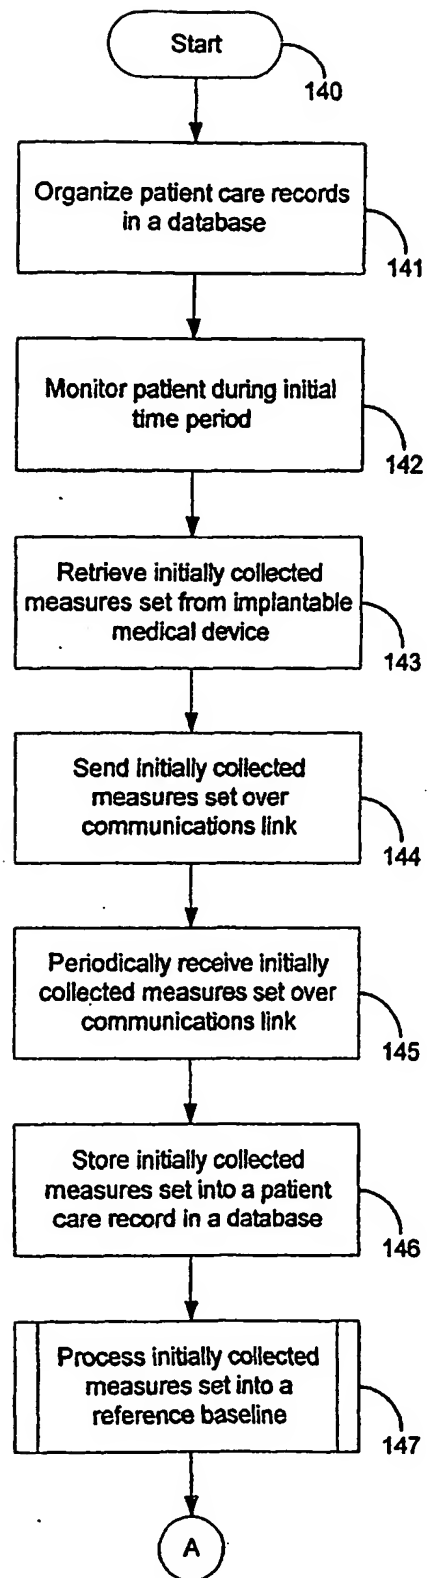 Start
140
Organize patient care records
in a database
141
Monitor patient during initial
time period
142
Retrieve initially collected
measures set from implantable
medical device
143
Send initially collected
measures set over
communications link
144
Periodically receive initially
collected measures set over
communications link
145
Store initially collected
measures set into a patient
care record in a database
146
Process initially collected
measures set into a
reference baseline
147
A